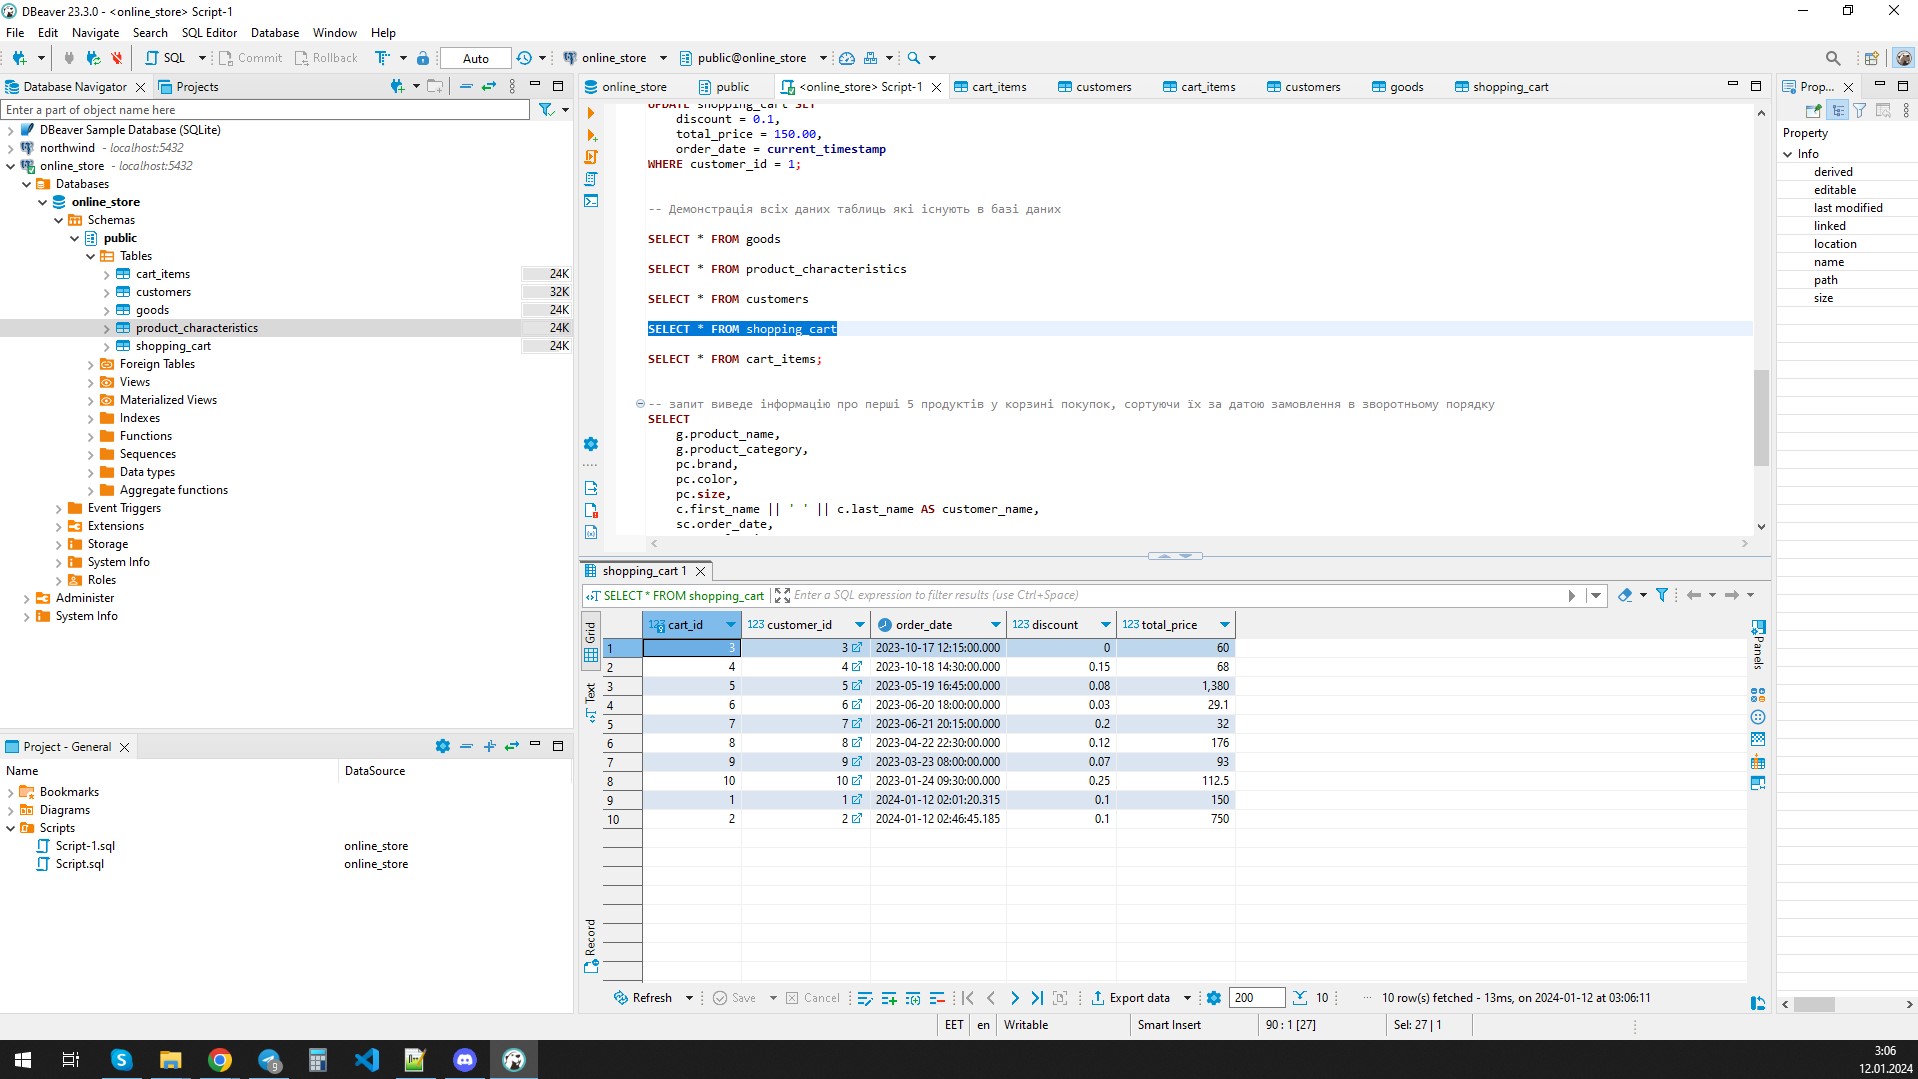 DBeaver 23.3.0 - <online_store> Script-1
File Edit Navigate Search SQL Editor Database Window Help
SQL Commit Rollback Auto online_store public@online_store
Database Navigator Projects
Enter a part of object name here
DBeaver Sample Database (SQLite)
northwind - localhost:5432
online_store - localhost:5432
Databases
online_store
Schemas
public
Tables
cart_items 24K
customers 32K
goods 24K
product_characteristics 24K
shopping_cart 24K
Foreign Tables
Views
Materialized Views
Indexes
Functions
Sequences
Data types
Aggregate functions
Event Triggers
Extensions
Storage
System Info
Roles
Administer
System Info
Project - General
Name DataSource
Bookmarks
Diagrams
Scripts
Script-1.sql online_store
Script.sql online_store
online_store public <online_store> Script-1 cart_items customers cart_items customers goods shopping_cart
UPDATE shopping_cart SET
discount = 0.1,
total_price = 150.00,
order_date = current_timestamp
WHERE customer_id = 1;
-- Демонстрація всіх даних таблиць які існують в базі даних
SELECT * FROM goods
SELECT * FROM product_characteristics
SELECT * FROM customers
SELECT * FROM shopping_cart
SELECT * FROM cart_items;
-- запит виведе інформацію про перші 5 продуктів у корзині покупок, сортуючи їх за датою замовлення в зворотньому порядку
SELECT
g.product_name,
g.product_category,
pc.brand,
pc.color,
pc.size,
c.first_name || ' ' || c.last_name AS customer_name,
sc.order_date,
shopping_cart 1
SELECT * FROM shopping_cart Enter a SQL expression to filter results (use Ctrl+Space)
Grid
Text
Record
123 cart_id 123 customer_id order_date 123 discount 123 total_price
1 3 3 2023-10-17 12:15:00.000 0 60
2 4 4 2023-10-18 14:30:00.000 0.15 68
3 5 5 2023-05-19 16:45:00.000 0.08 1,380
4 6 6 2023-06-20 18:00:00.000 0.03 29.1
5 7 7 2023-06-21 20:15:00.000 0.2 32
6 8 8 2023-04-22 22:30:00.000 0.12 176
7 9 9 2023-03-23 08:00:00.000 0.07 93
8 10 10 2023-01-24 09:30:00.000 0.25 112.5
9 1 1 2024-01-12 02:01:20.315 0.1 150
10 2 2 2024-01-12 02:46:45.185 0.1 750
Panels
Refresh Save Cancel Export data 200 10 ··· 10 row(s) fetched - 13ms, on 2024-01-12 at 03:06:11
EET en Writable Smart Insert 90 : 1 [27] Sel: 27 | 1
Prop...
Property
Info
derived
editable
last modified
linked
location
name
path
size
9
3:06
12.01.2024